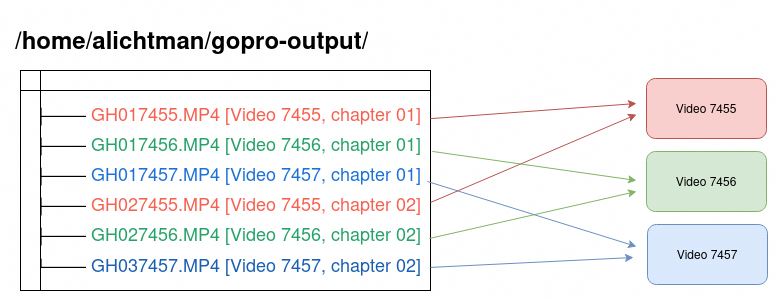 /home/alichtman/gopro-output/
GH017455.MP4 [Video 7455, chapter 01]
GH017456.MP4 [Video 7456, chapter 01]
GH017457.MP4 [Video 7457, chapter 01]
GH027455.MP4 [Video 7455, chapter 02]
GH027456.MP4 [Video 7456, chapter 02]
GH037457.MP4 [Video 7457, chapter 02]
Video 7455
Video 7456
Video 7457